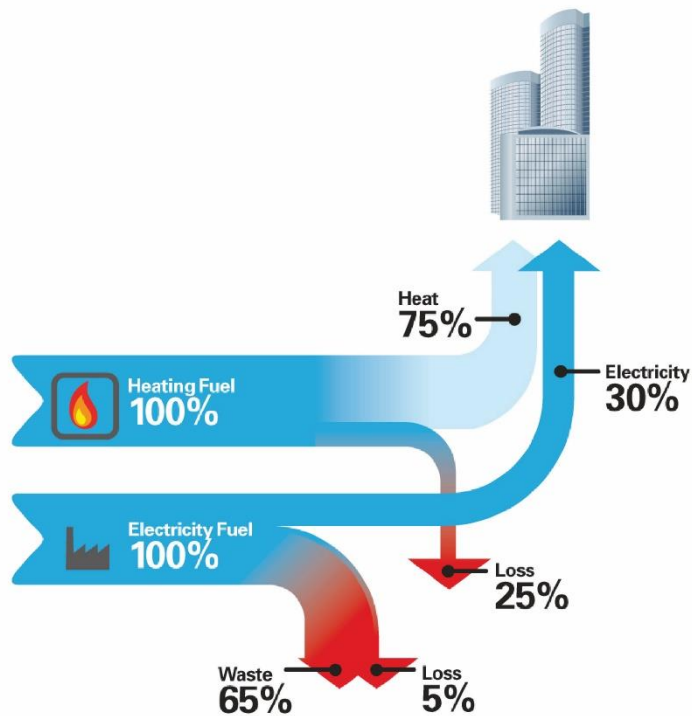 Heat
75%
Heating Fuel
100%
Electricity
30%
Electricity Fuel
100%
Loss
25%
Waste
65%
Loss
5%